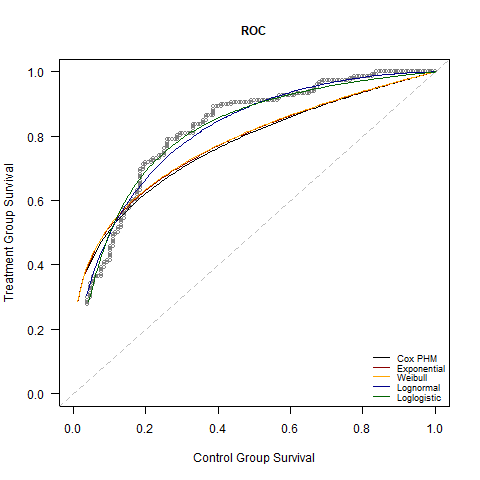 ROC
Treatment Group Survival
1.0
0.8
0.6
0.4
0.2
0.0
Cox PHM
Exponential
Weibull
Lognormal
Loglogistic
0.0 0.2 0.4 0.6 0.8 1.0
Control Group Survival